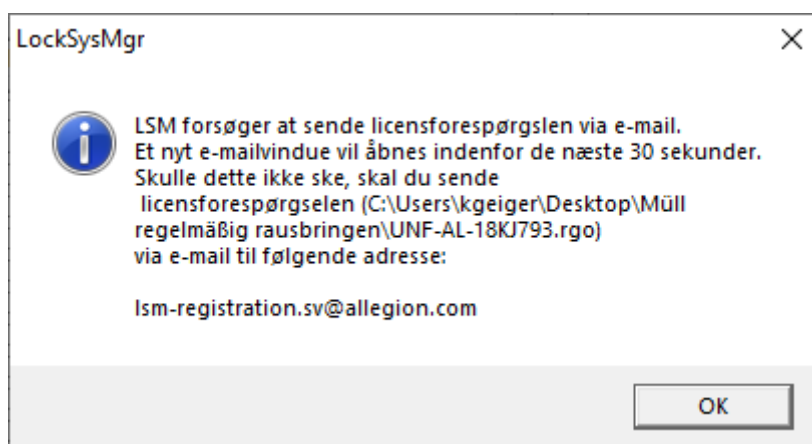 LockSysMgr
LSM forsøger at sende licensforespørgslen via e-mail.
Et nyt e-mailvindue vil åbnes indenfor de næste 30 sekunder.
Skulle dette ikke ske, skal du sende
licensforespørgselen (C:\Users\kgeiger\Desktop\Müll
regelmäßig rausbringen\UNF-AL-18KJ793.rgo)
via e-mail til følgende adresse:
lsm-registration.sv@allegion.com
OK